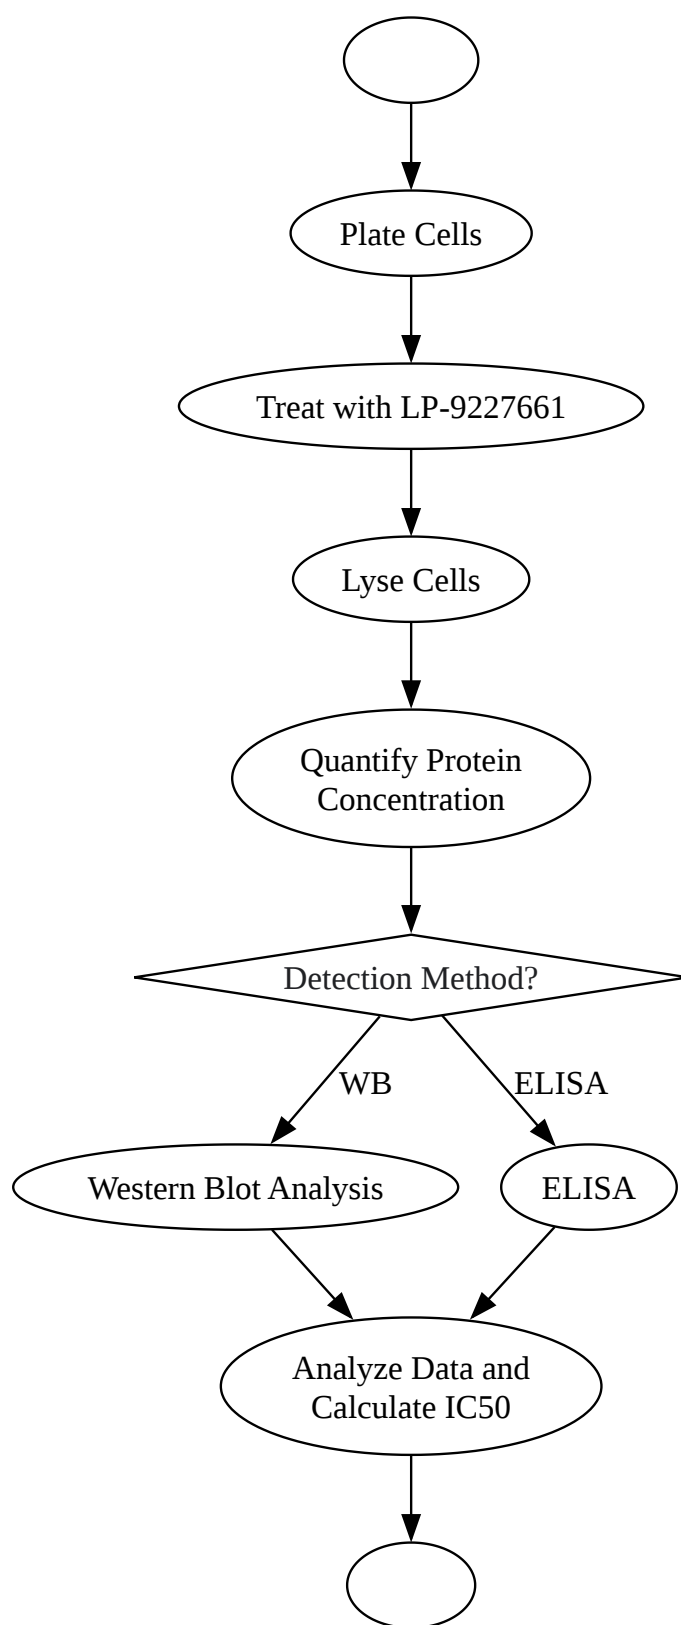 Plate Cells
Treat with LP-9227661
Lyse Cells
Quantify Protein
Concentration
Detection Method?
WB
ELISA
Western Blot Analysis
ELISA
Analyze Data and
Calculate IC50